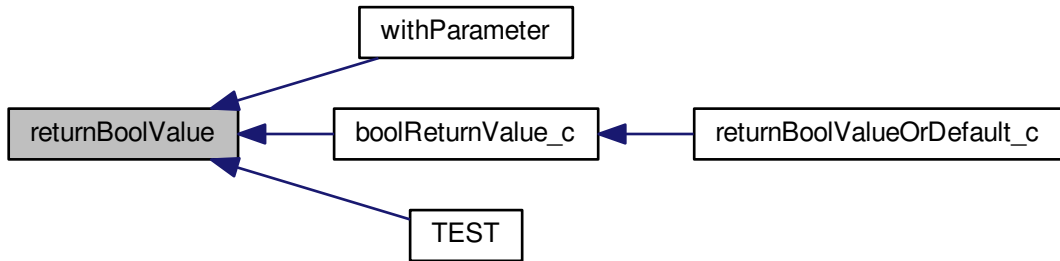 withParameter
returnBoolValue
boolReturnValue_c
returnBoolValueOrDefault_c
TEST